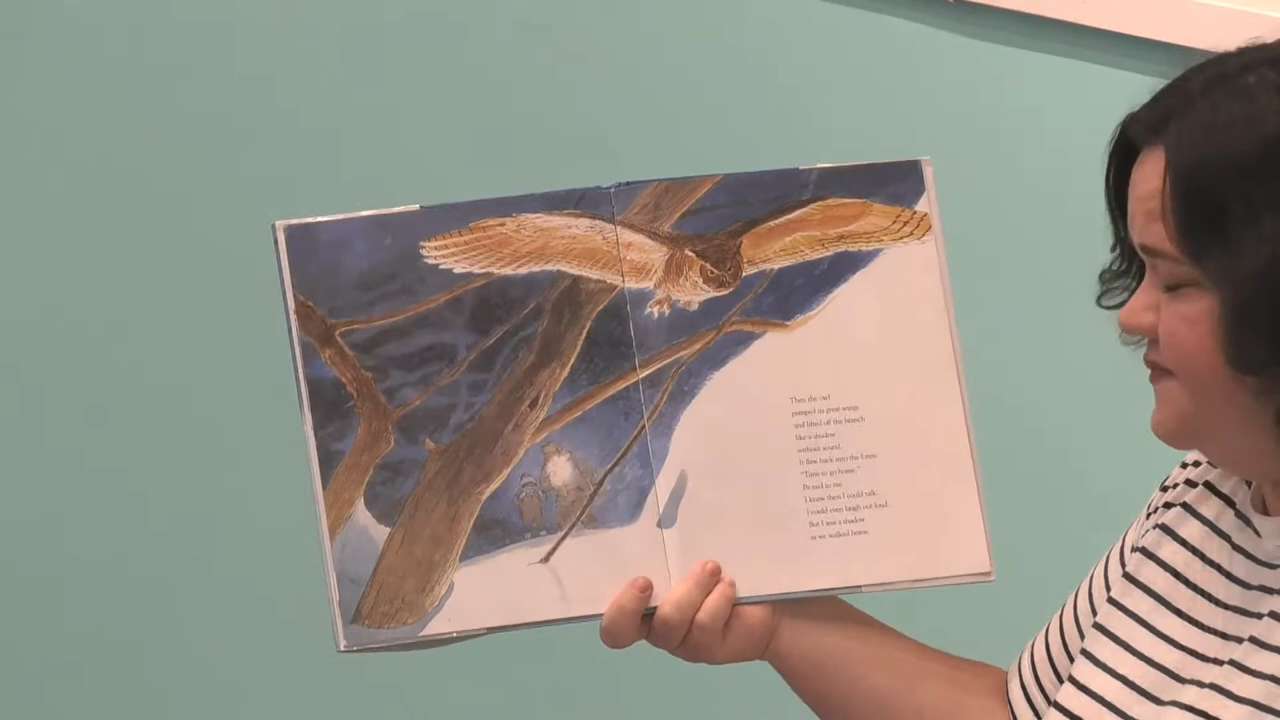 Then the owl
pumped its great wings
and lifted off the branch
like a shadow
without sound.
It flew back into the forest.
"Time to go home,"
Pa said to me.
I knew then I could talk,
I could even laugh out loud.
But I was a shadow
as we walked home.